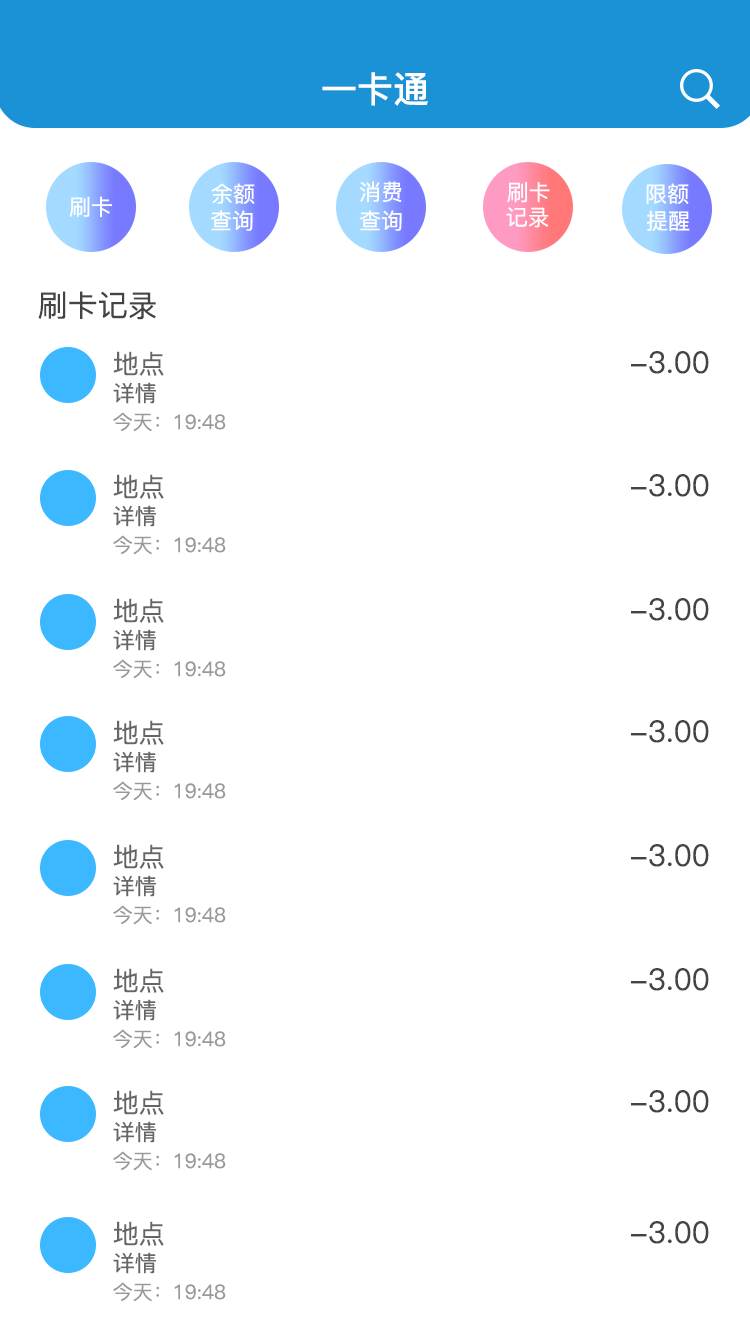 一卡通
刷卡
余额
查询
消费
查询
刷卡
记录
限额
提醒
刷卡记录
地点
-3.00
详情
今天：19:48
地点
-3.00
详情
今天：19:48
地点
-3.00
详情
今天：19:48
地点
-3.00
详情
今天：19:48
地点
-3.00
详情
今天：19:48
地点
-3.00
详情
今天：19:48
地点
-3.00
详情
今天：19:48
地点
-3.00
详情
今天：19:48